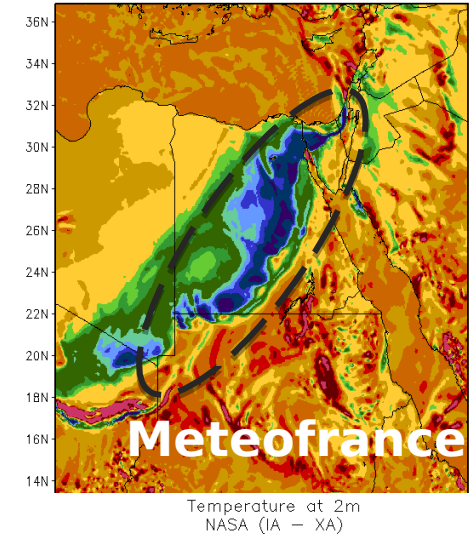 36N
34N
32N
30N
28N
26N
24N
22N
20N
18N
16N
14N
Meteofrance
Temperature at 2m
NASA (IA − XA)